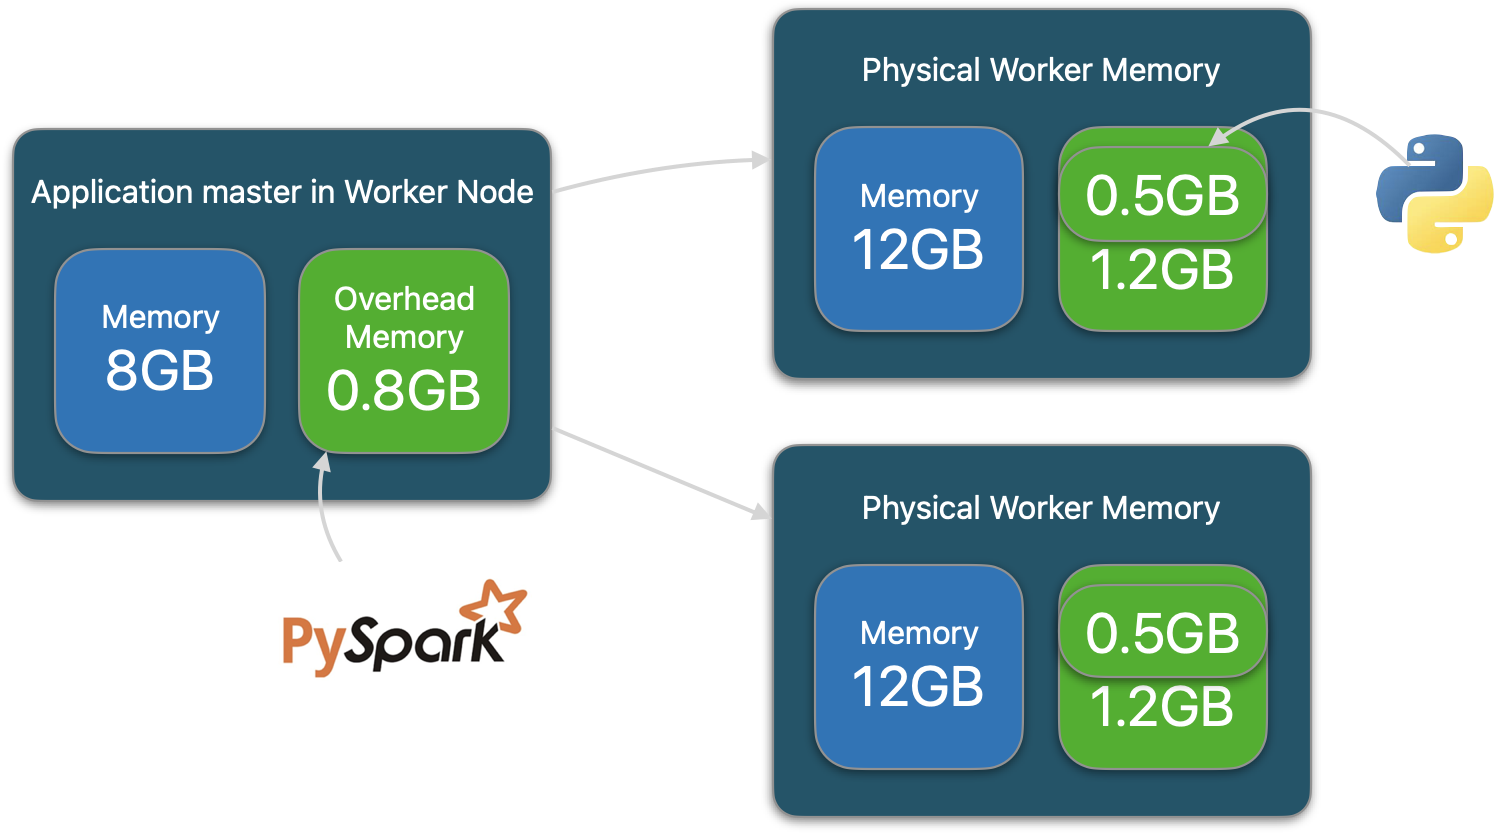 Application master in Worker Node
Memory
8GB
Overhead
Memory
0.8GB
PySpark
Physical Worker Memory
Memory
12GB
0.5GB
1.2GB
Physical Worker Memory
Memory
12GB
0.5GB
1.2GB